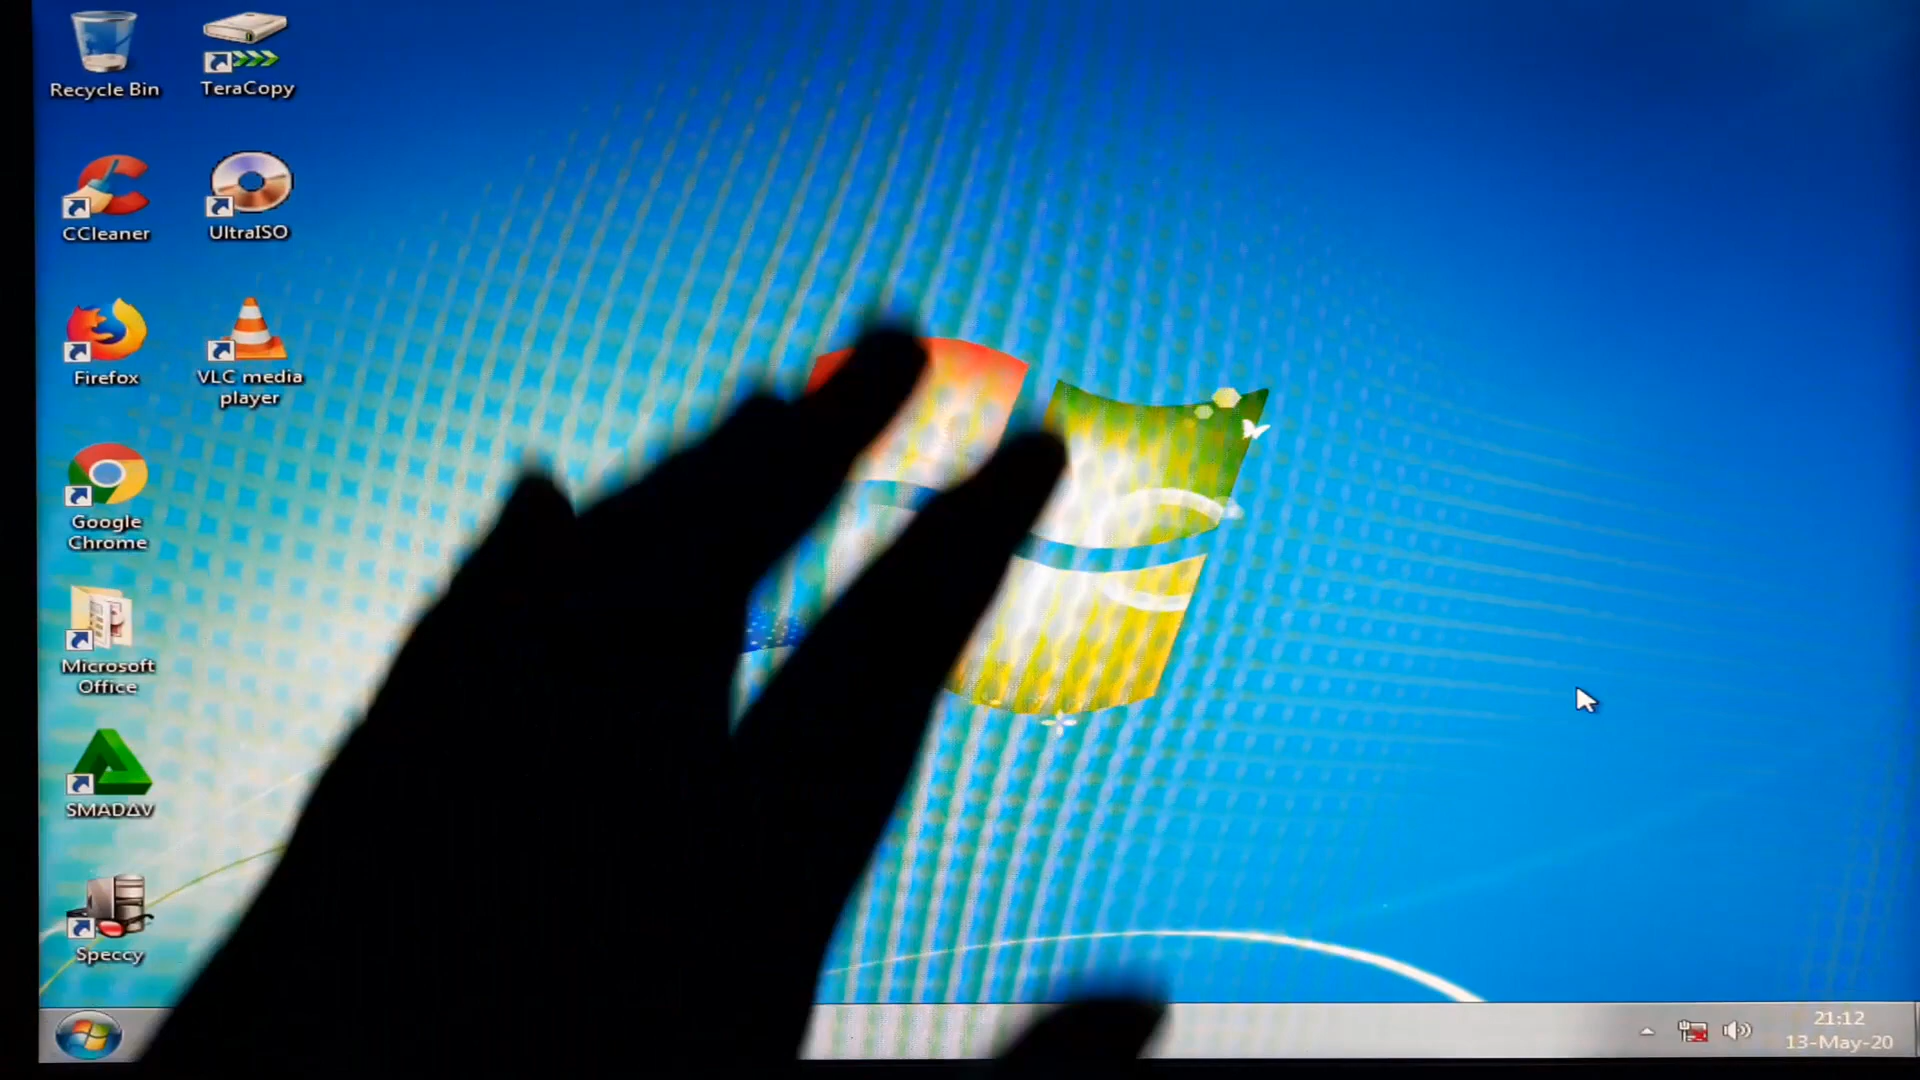 Recycle Bin
TeraCopy
CCleaner
UltraISO
Firefox
VLC media
player
Google
Chrome
Microsoft
Office
SMADΔV
Speccy
21:12
13-May-20